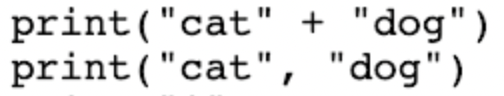 print("cat" + "dog")
print("cat", "dog")